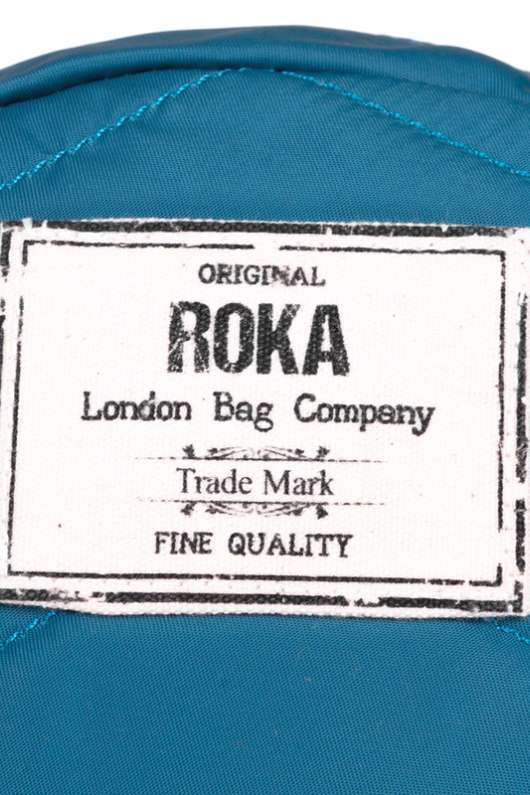 ORIGINAL
ROKA
London Bag Company
Trade Mark
FINE QUALITY